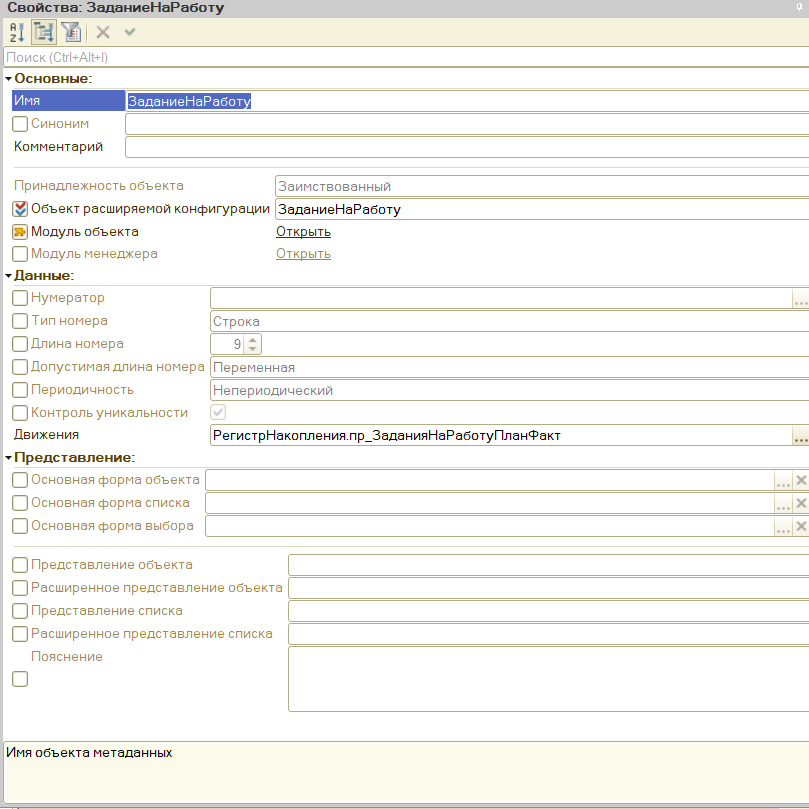 Свойства: ЗаданиеНаРаботу
Поиск (Ctrl+Alt+I)
Основные:
Имя ЗаданиеНаРаботу
Синоним
Комментарий
Принадлежность объекта Заимствованный
Объект расширяемой конфигурации ЗаданиеНаРаботу
Модуль объекта Открыть
Модуль менеджера Открыть
Данные:
Нумератор ...
Тип номера Строка
Длина номера 9
Допустимая длина номера Переменная
Периодичность Непериодический
Контроль уникальности
Движения РегистрНакопления.пр_ЗаданияНаРаботуПланФакт ...
Представление:
Основная форма объекта ...
Основная форма списка ...
Основная форма выбора ...
Представление объекта
Расширенное представление объекта
Представление списка
Расширенное представление списка
Пояснение
Имя объекта метаданных